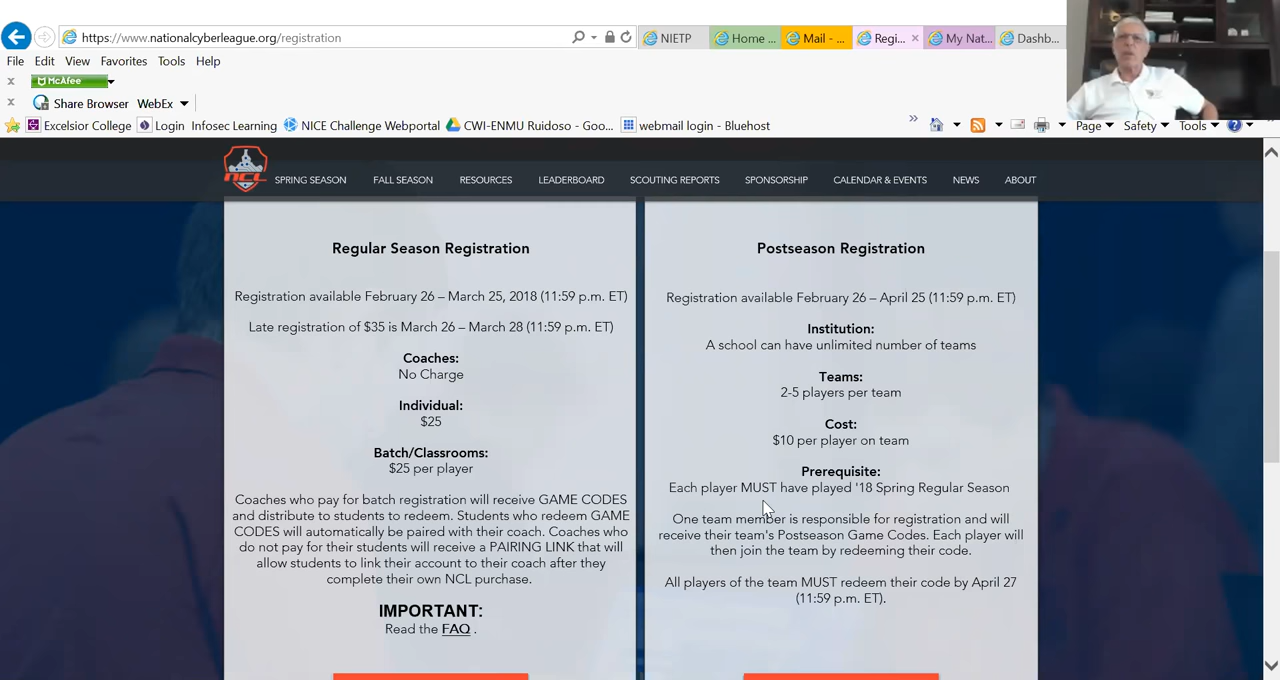 https://www.nationalcyberleague.org/registration
NIETP
Home ...
Mail - ...
Regi...
My Nat...
Dashb...
File Edit View Favorites Tools Help
x McAfee
x Share Browser WebEx
Excelsior College Login Infosec Learning NICE Challenge Webportal CWI-ENMU Ruidoso - Goo... webmail login - Bluehost » Page Safety Tools
NCL SPRING SEASON FALL SEASON RESOURCES LEADERBOARD SCOUTING REPORTS SPONSORSHIP CALENDAR & EVENTS NEWS ABOUT
Regular Season Registration
Registration available February 26 – March 25, 2018 (11:59 p.m. ET)
Late registration of $35 is March 26 – March 28 (11:59 p.m. ET)
Coaches:
No Charge
Individual:
$25
Batch/Classrooms:
$25 per player
Coaches who pay for batch registration will receive GAME CODES
and distribute to students to redeem. Students who redeem GAME
CODES will automatically be paired with their coach. Coaches who
do not pay for their students will receive a PAIRING LINK that will
allow students to link their account to their coach after they
complete their own NCL purchase.
IMPORTANT:
Read the FAQ .
Postseason Registration
Registration available February 26 – April 25 (11:59 p.m. ET)
Institution:
A school can have unlimited number of teams
Teams:
2-5 players per team
Cost:
$10 per player on team
Prerequisite:
Each player MUST have played '18 Spring Regular Season
One team member is responsible for registration and will
receive their team's Postseason Game Codes. Each player will
then join the team by redeeming their code.
All players of the team MUST redeem their code by April 27
(11:59 p.m. ET).